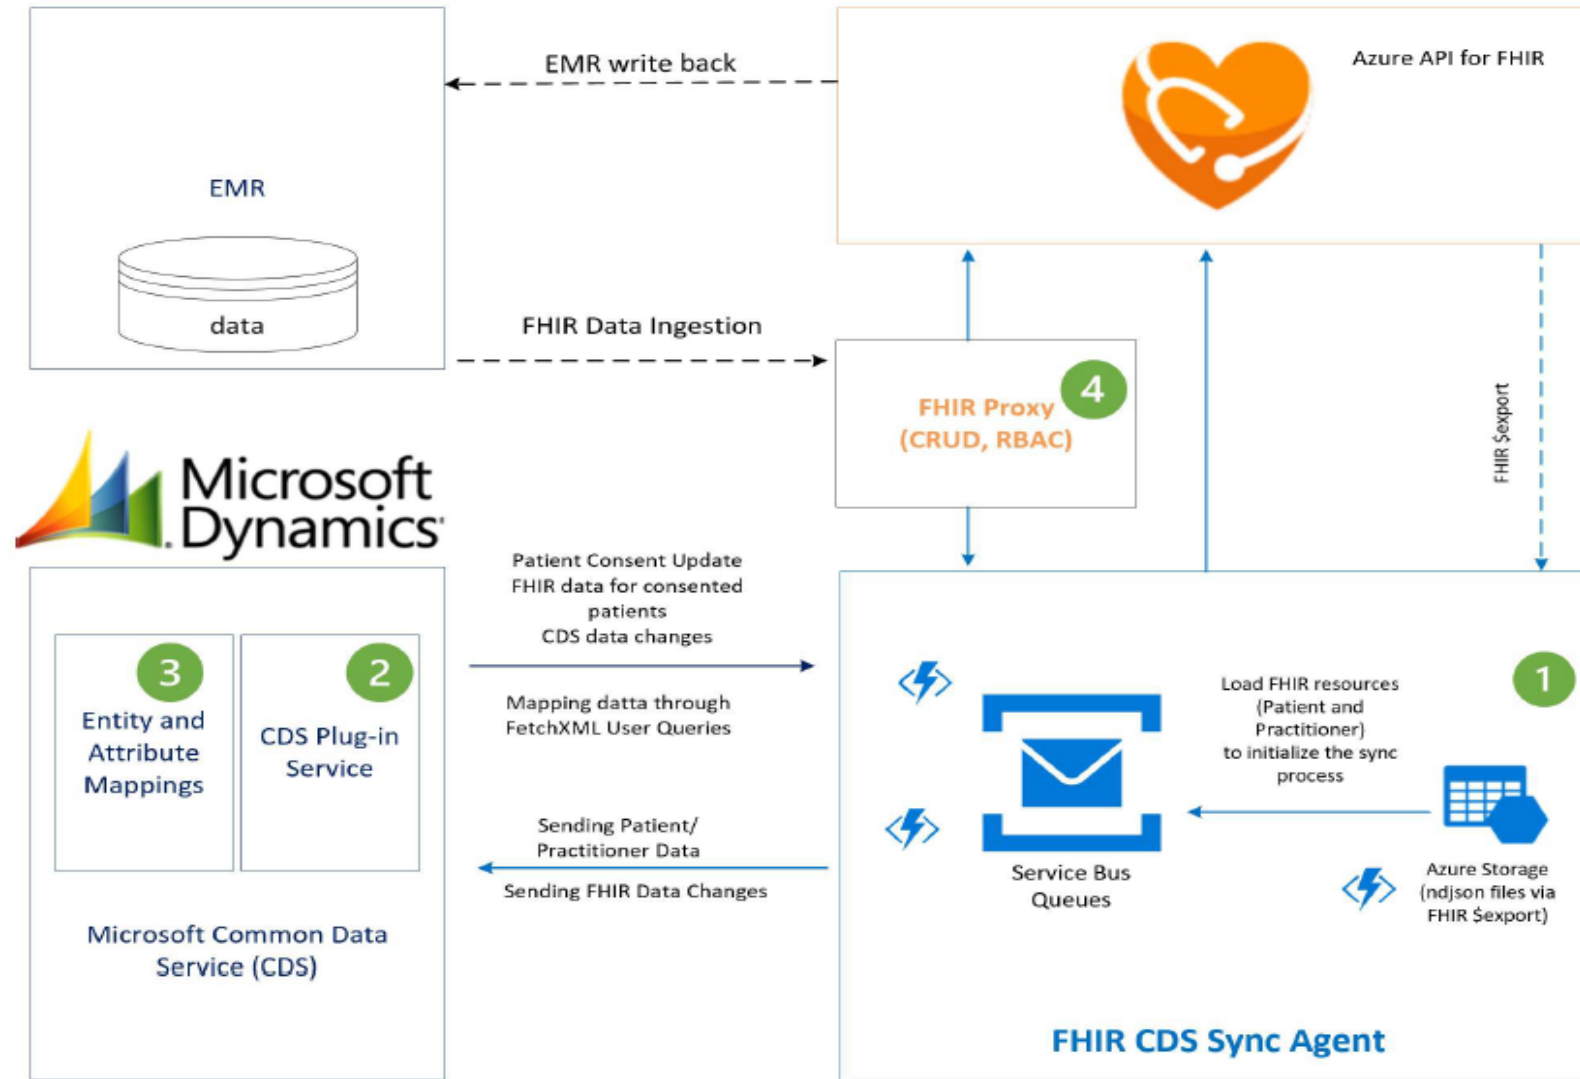 EMR write back
Azure API for FHIR
EMR
data
FHIR Data Ingestion
4
FHIR Proxy
(CRUD, RBAC)
FHIR $export
Microsoft
Dynamics
Patient Consent Update
FHIR data for consented
patients
CDS data changes
Mapping datta through
FetchXML User Queries
3
Entity and
Attribute
Mappings
2
CDS Plug-in
Service
Sending Patient/
Practitioner Data
Sending FHIR Data Changes
Microsoft Common Data
Service (CDS)
1
Load FHIR resources
(Patient and
Practitioner)
to initialize the sync
process
Service Bus
Queues
Azure Storage
(ndjson files via
FHIR $export)
FHIR CDS Sync Agent